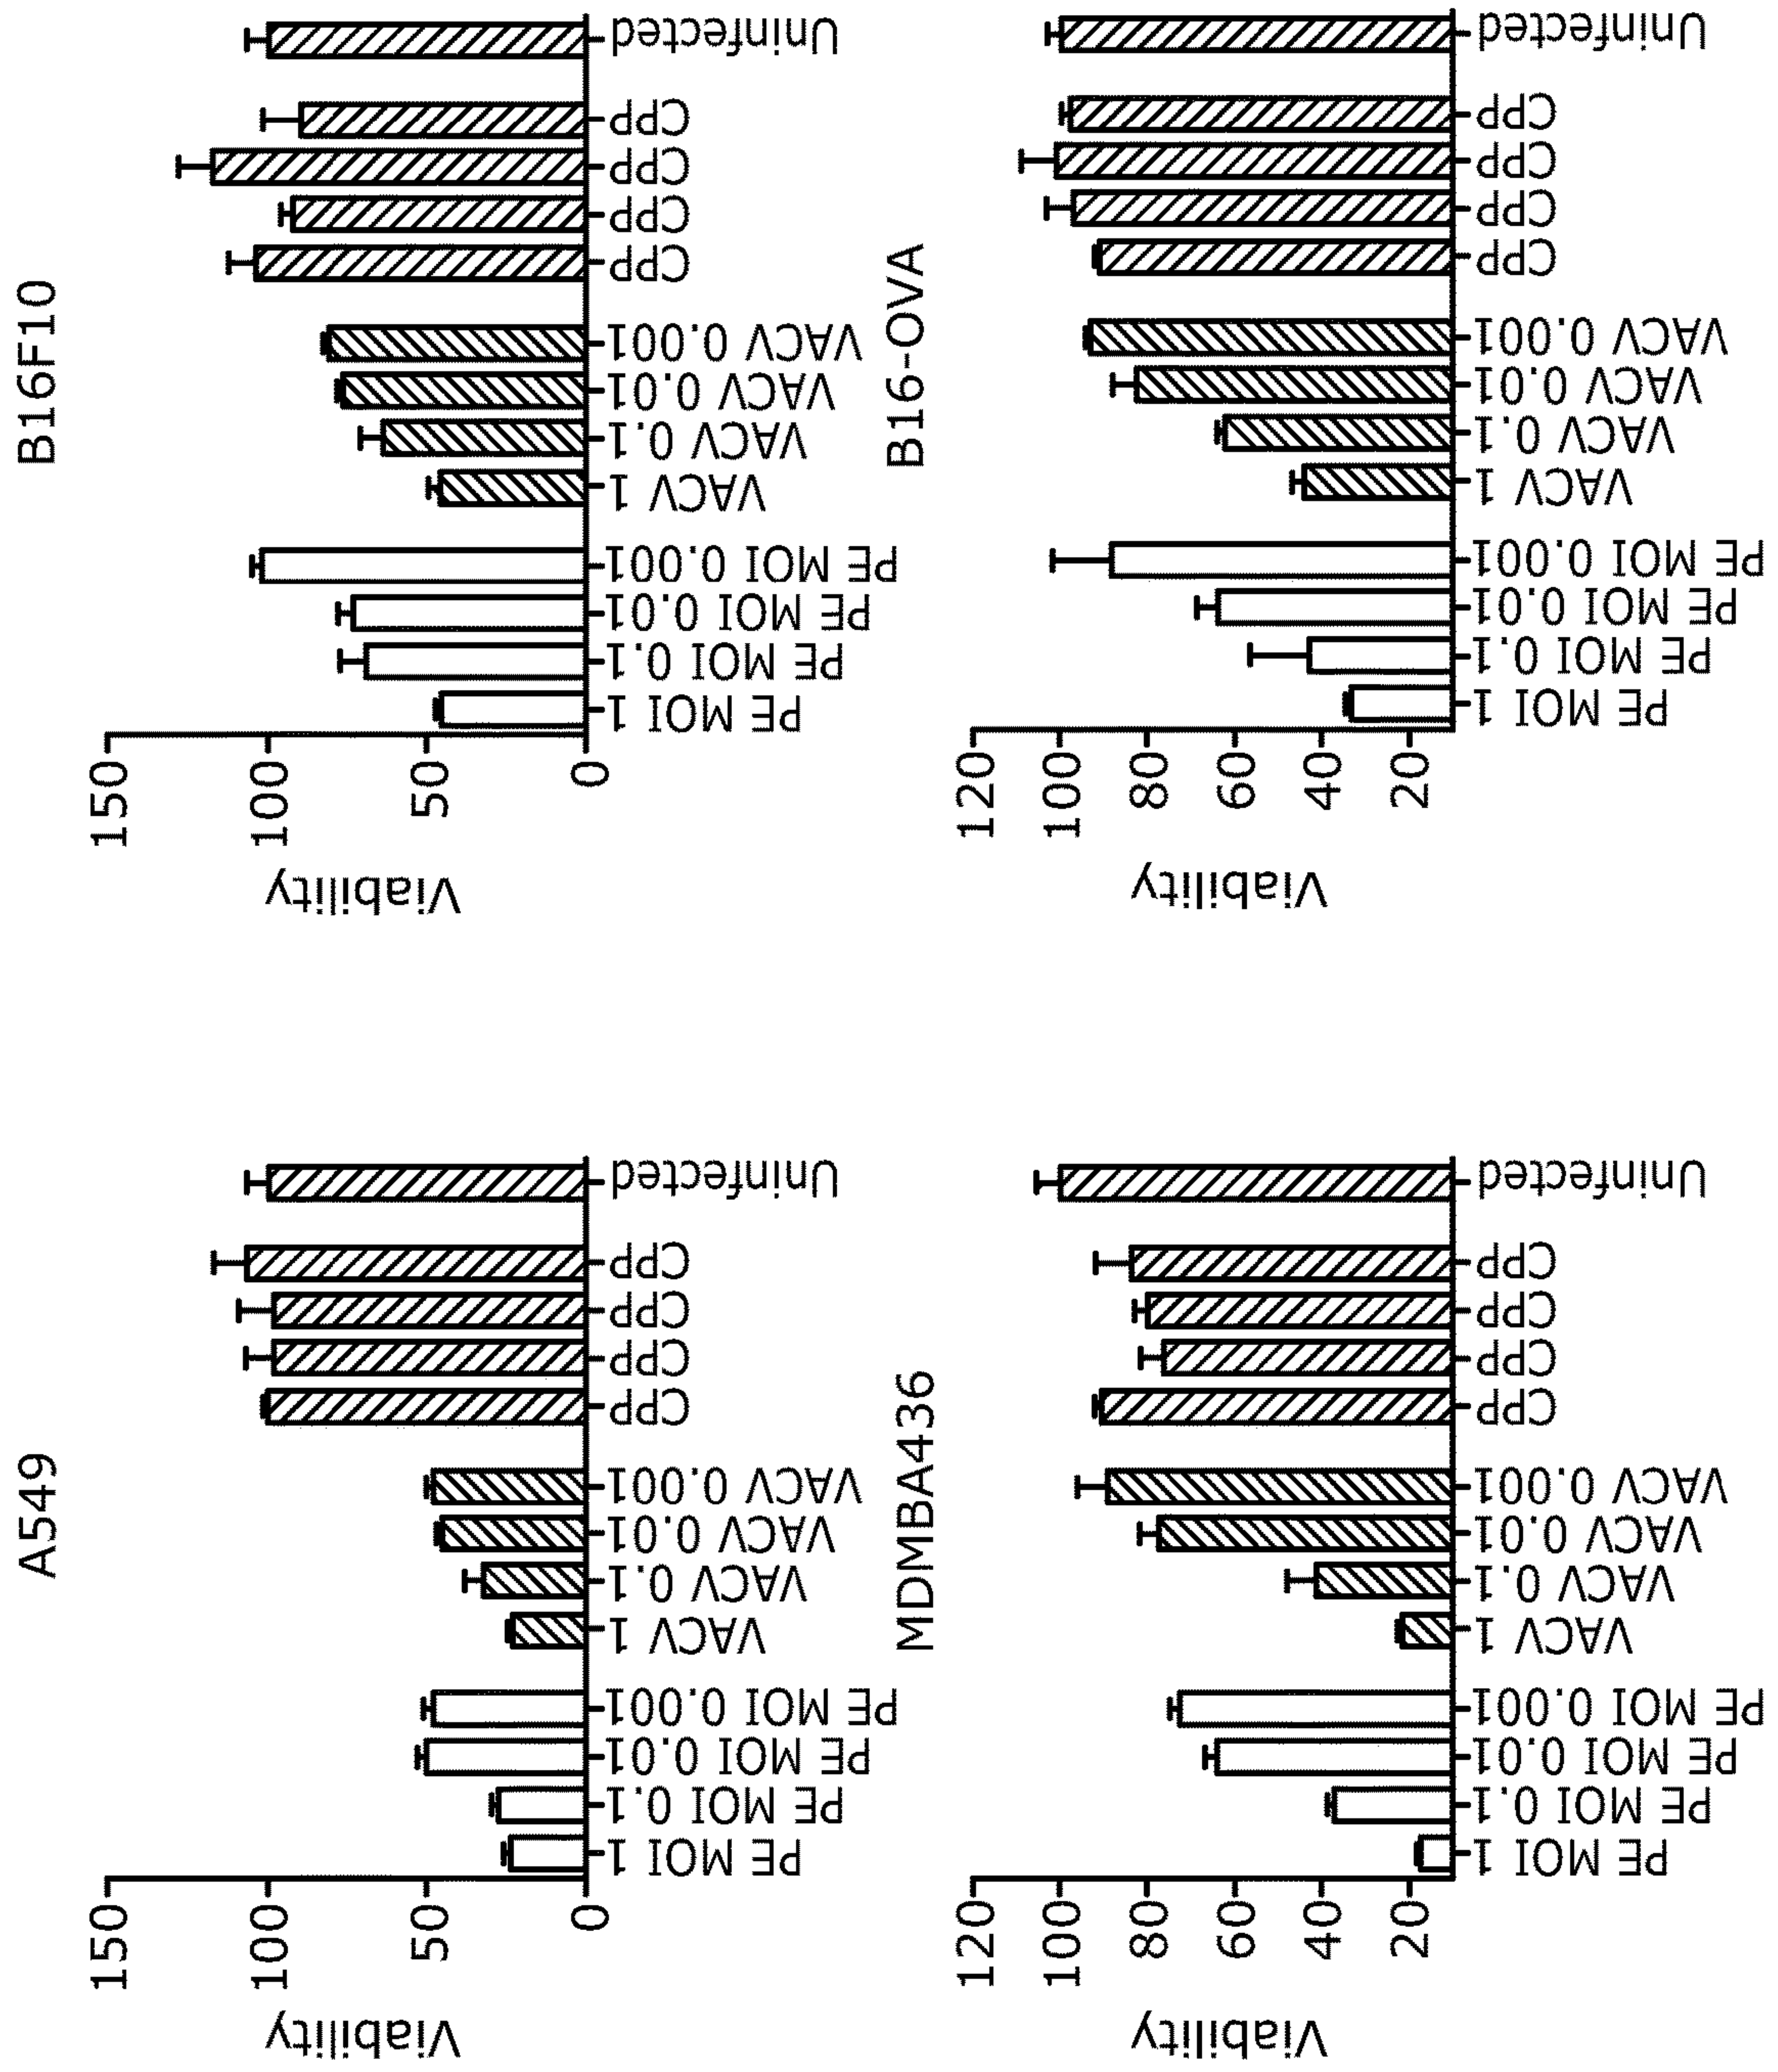 A549
Viability
150
100
50
0
PE MOI 1
PE MOI 0.1
PE MOI 0.01
PE MOI 0.001
VACV 1
VACV 0.1
VACV 0.01
VACV 0.001
CPP
CPP
CPP
CPP
Uninfected
B16F10
Viability
150
100
50
0
PE MOI 1
PE MOI 0.1
PE MOI 0.01
PE MOI 0.001
VACV 1
VACV 0.1
VACV 0.01
VACV 0.001
CPP
CPP
CPP
CPP
Uninfected
MDMBA436
Viability
120
100
80
60
40
20
PE MOI 1
PE MOI 0.1
PE MOI 0.01
PE MOI 0.001
VACV 1
VACV 0.1
VACV 0.01
VACV 0.001
CPP
CPP
CPP
CPP
Uninfected
B16-OVA
Viability
120
100
80
60
40
20
PE MOI 1
PE MOI 0.1
PE MOI 0.01
PE MOI 0.001
VACV 1
VACV 0.1
VACV 0.01
VACV 0.001
CPP
CPP
CPP
CPP
Uninfected